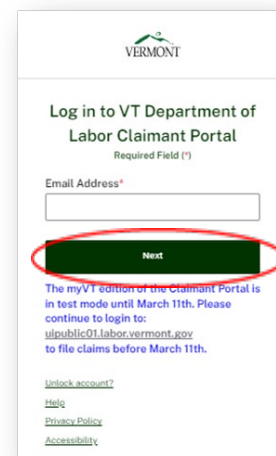 VERMONT
Log in to VT Department of
Labor Claimant Portal
Required Field (*)
Email Address*
Next
The myVT edition of the Claimant Portal is
in test mode until March 11th. Please
continue to login to:
uipublic01.labor.vermont.gov
to file claims before March 11th.
Unlock account?
Help
Privacy Policy
Accessibility